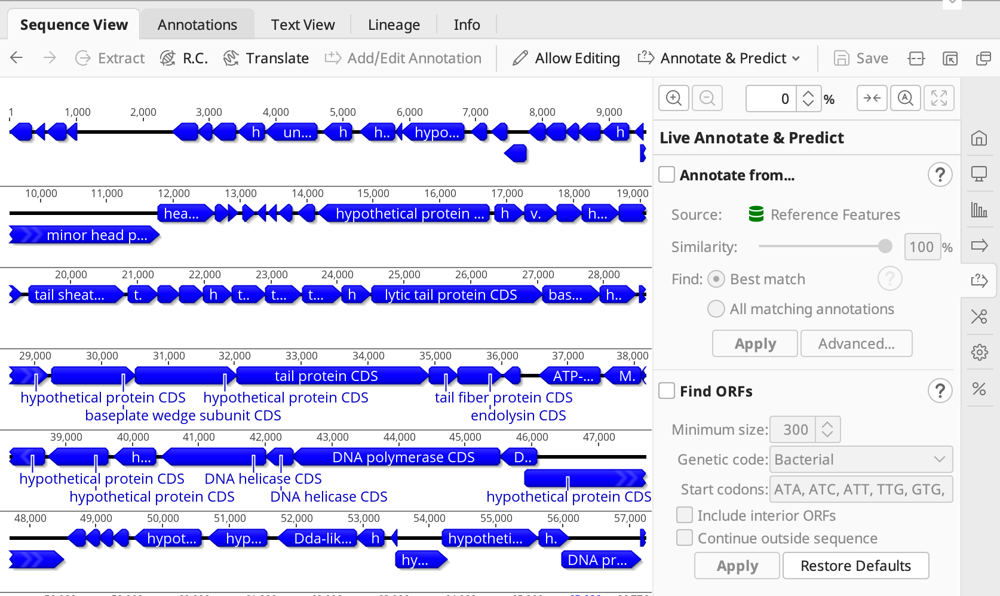 Sequence View Annotations Text View Lineage Info
Extract R.C. Translate Add/Edit Annotation Allow Editing Annotate & Predict Save
1 1,000 2,000 3,000 4,000 5,000 6,000 7,000 8,000 9,000
h un... h h.. hypo... h
10,000 11,000 12,000 13,000 14,000 15,000 16,000 17,000 18,000 19,000
hea... hypothetical protein ... h v. h...
minor head p...
20,000 21,000 22,000 23,000 24,000 25,000 26,000 27,000 28,000
tail sheat... t. h t.. t... t... h lytic tail protein CDS bas... h..
29,000 30,000 31,000 32,000 33,000 34,000 35,000 36,000 37,000 38,000
tail protein CDS ATP-... M.
hypothetical protein CDS hypothetical protein CDS tail fiber protein CDS
baseplate wedge subunit CDS endolysin CDS
39,000 40,000 41,000 42,000 43,000 44,000 45,000 46,000 47,000
h... DNA polymerase CDS D..
hypothetical protein CDS DNA helicase CDS
hypothetical protein CDS DNA helicase CDS hypothetical protein CDS
48,000 49,000 50,000 51,000 52,000 53,000 54,000 55,000 56,000 57,000
hypot... hyp... Dda-lik... h hypotheti... h.
hy... DNA pr...
0 %
Live Annotate & Predict
Annotate from... ?
Source: Reference Features
Similarity: 100 %
Find: Best match ?
All matching annotations
Apply Advanced...
Find ORFs ?
Minimum size: 300
Genetic code: Bacterial
Start codons: ATA, ATC, ATT, TTG, GTG,
Include interior ORFs
Continue outside sequence
Apply Restore Defaults